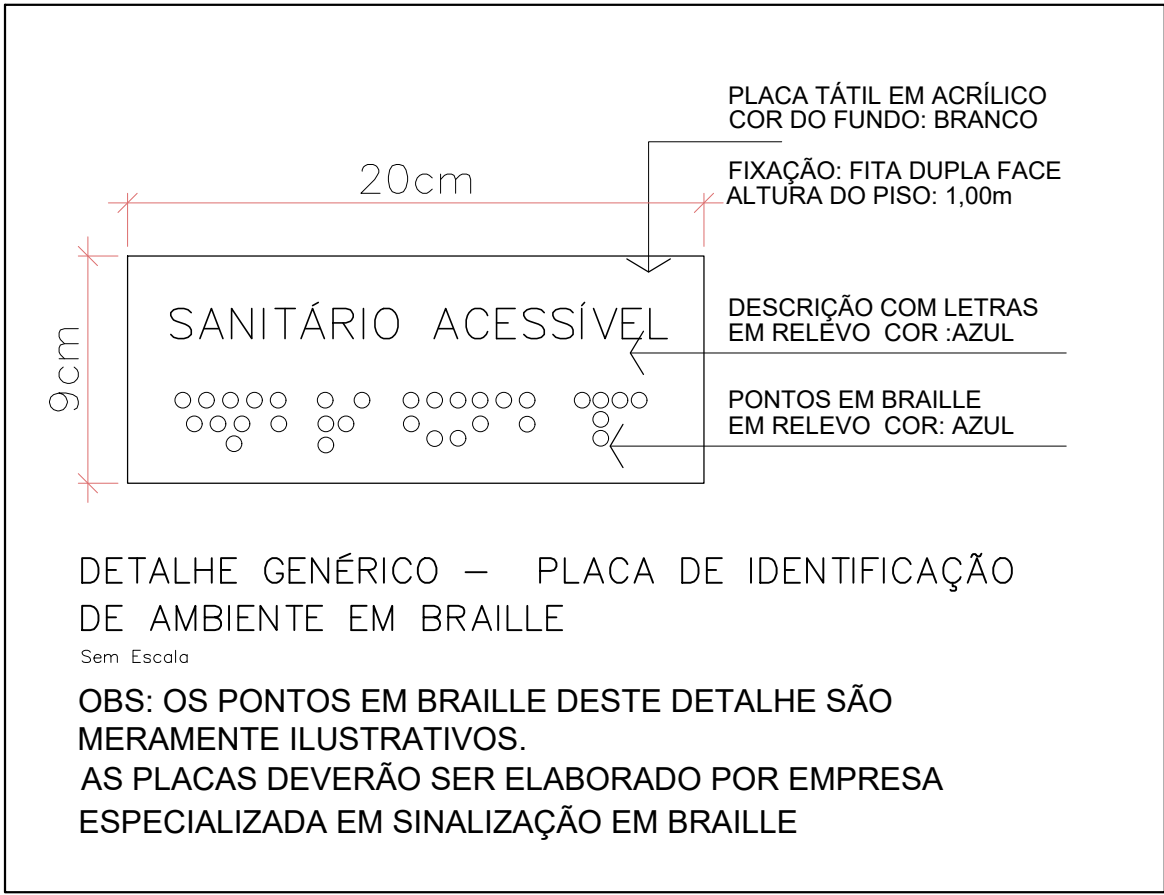 PLACA TÁTIL EM ACRÍLICO
COR DO FUNDO: BRANCO
FIXAÇÃO: FITA DUPLA FACE
ALTURA DO PISO: 1,00m
20cm
9cm
SANITÁRIO ACESSÍVEL
DESCRIÇÃO COM LETRAS
EM RELEVO COR :AZUL
PONTOS EM BRAILLE
EM RELEVO COR: AZUL
DETALHE GENÉRICO – PLACA DE IDENTIFICAÇÃO
DE AMBIENTE EM BRAILLE
Sem Escala
OBS: OS PONTOS EM BRAILLE DESTE DETALHE SÃO
MERAMENTE ILUSTRATIVOS.
AS PLACAS DEVERÃO SER ELABORADO POR EMPRESA
ESPECIALIZADA EM SINALIZAÇÃO EM BRAILLE